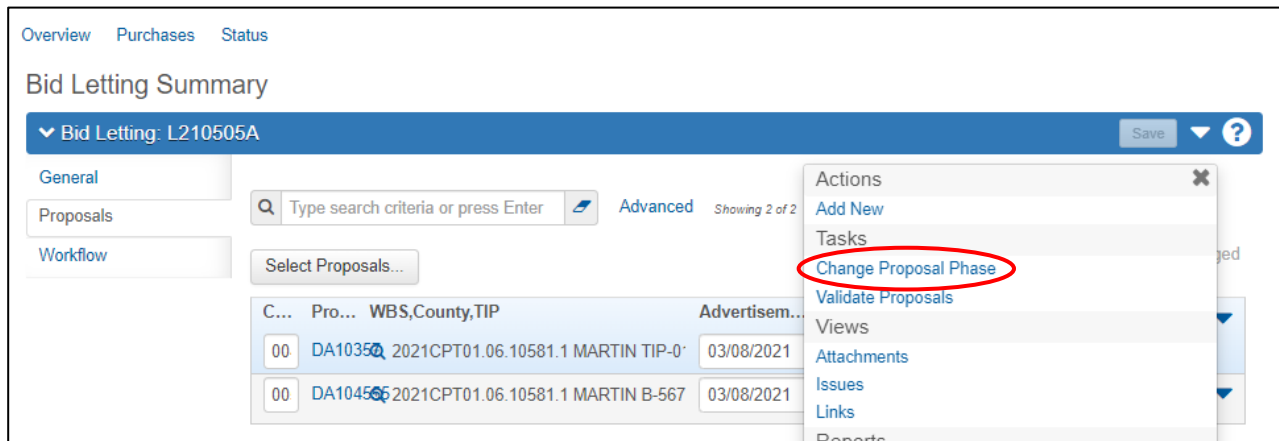 Overview Purchases Status
Bid Letting Summary
Bid Letting: L210505A Save ?
General
Proposals
Workflow
Type search criteria or press Enter Advanced Showing 2 of 2
Select Proposals...
C... Pro... WBS,County,TIP Advertisem...
00 DA10357 2021CPT01.06.10581.1 MARTIN TIP-0 03/08/2021
00 2021CPT01.06.10581.1 MARTIN B-567 03/08/2021
Actions
Add New
Tasks
Change Proposal Phase
Validate Proposals
Views
Attachments
Issues
Links
Reports